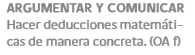 ARGUMENTAR Y COMUNICAR
Hacer deducciones matemáti-
cas de manera concreta. (OA f)